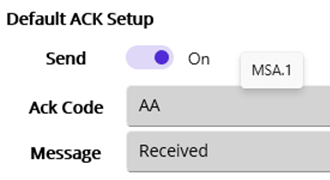 Default ACK Setup
Send On
MSA.1
Ack Code AA
Message Received